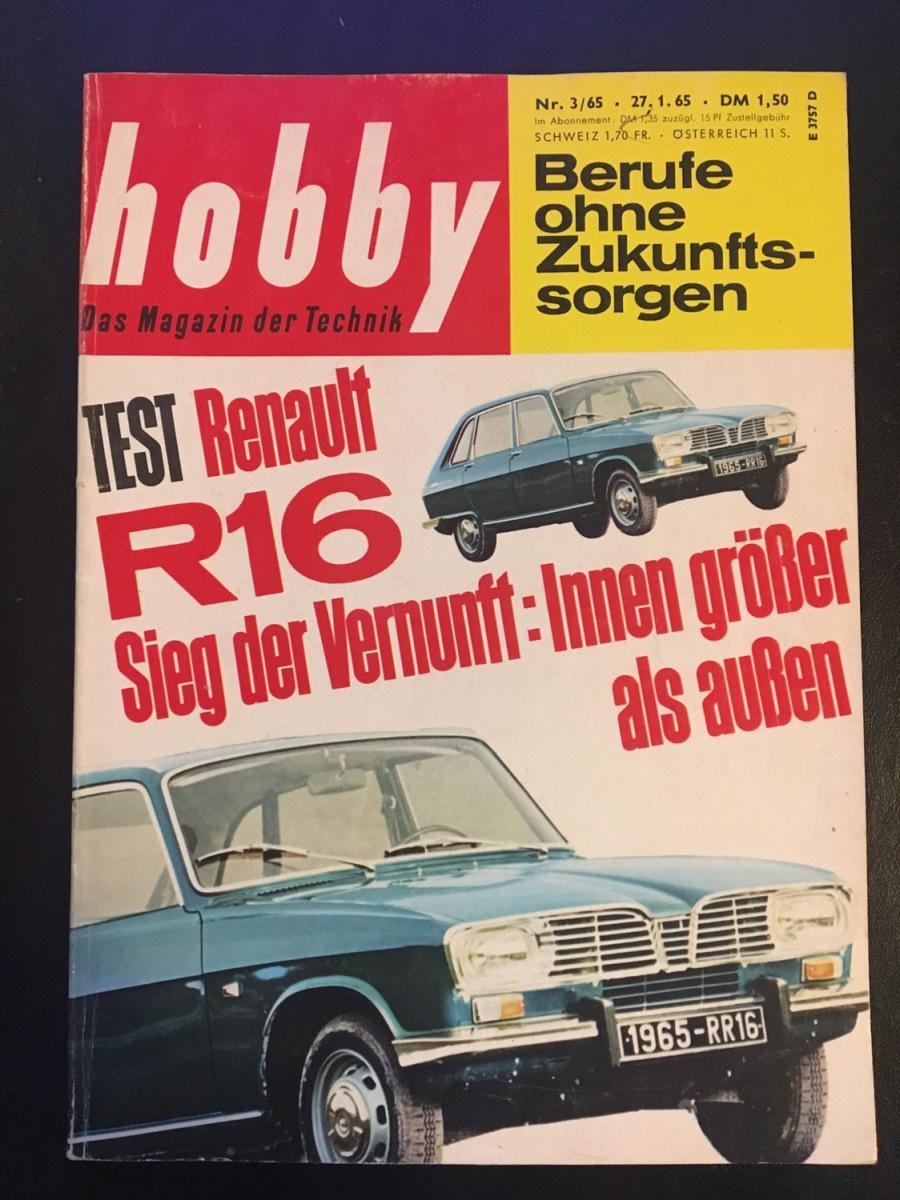 hobby
Das Magazin der Technik
Nr. 3/65 • 27.1.65 • DM 1,50
Im Abonnement: DM 1,35 zuzügl. 15 Pf Zustellgebühr
SCHWEIZ 1,70 FR. • ÖSTERREICH 11 S.
E 3757 D
Berufe
ohne
Zukunfts-
sorgen
TEST Renault
R16
1965-RR16
Sieg der Vernunft: Innen größer
als außen
1965-RR16